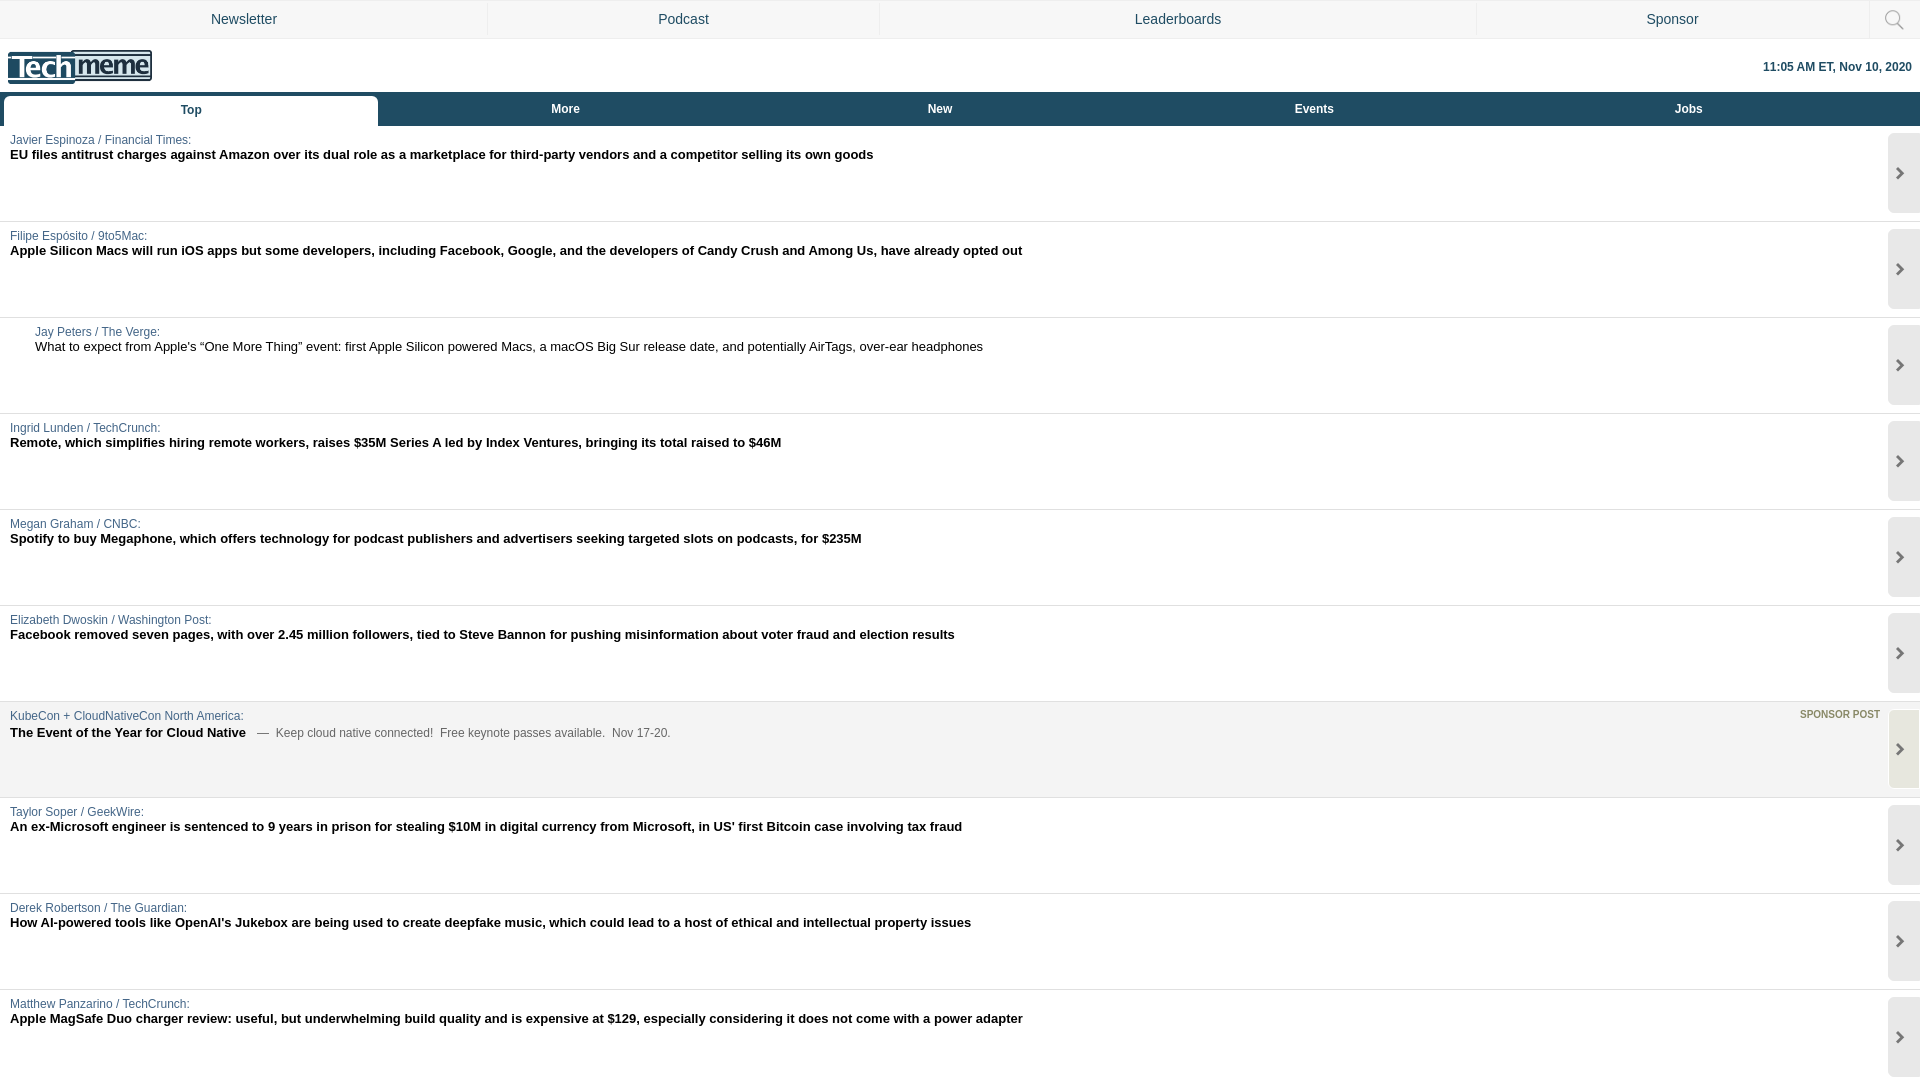 Newsletter
Podcast
Leaderboards
Sponsor
Techmeme
11:05 AM ET, Nov 10, 2020
Top
More
New
Events
Jobs
Javier Espinoza / Financial Times:
EU files antitrust charges against Amazon over its dual role as a marketplace for third-party vendors and a competitor selling its own goods
Filipe Espósito / 9to5Mac:
Apple Silicon Macs will run iOS apps but some developers, including Facebook, Google, and the developers of Candy Crush and Among Us, have already opted out
Jay Peters / The Verge:
What to expect from Apple's “One More Thing” event: first Apple Silicon powered Macs, a macOS Big Sur release date, and potentially AirTags, over-ear headphones
Ingrid Lunden / TechCrunch:
Remote, which simplifies hiring remote workers, raises $35M Series A led by Index Ventures, bringing its total raised to $46M
Megan Graham / CNBC:
Spotify to buy Megaphone, which offers technology for podcast publishers and advertisers seeking targeted slots on podcasts, for $235M
Elizabeth Dwoskin / Washington Post:
Facebook removed seven pages, with over 2.45 million followers, tied to Steve Bannon for pushing misinformation about voter fraud and election results
KubeCon + CloudNativeCon North America:
SPONSOR POST
The Event of the Year for Cloud Native — Keep cloud native connected! Free keynote passes available. Nov 17-20.
Taylor Soper / GeekWire:
An ex-Microsoft engineer is sentenced to 9 years in prison for stealing $10M in digital currency from Microsoft, in US' first Bitcoin case involving tax fraud
Derek Robertson / The Guardian:
How AI-powered tools like OpenAI's Jukebox are being used to create deepfake music, which could lead to a host of ethical and intellectual property issues
Matthew Panzarino / TechCrunch:
Apple MagSafe Duo charger review: useful, but underwhelming build quality and is expensive at $129, especially considering it does not come with a power adapter